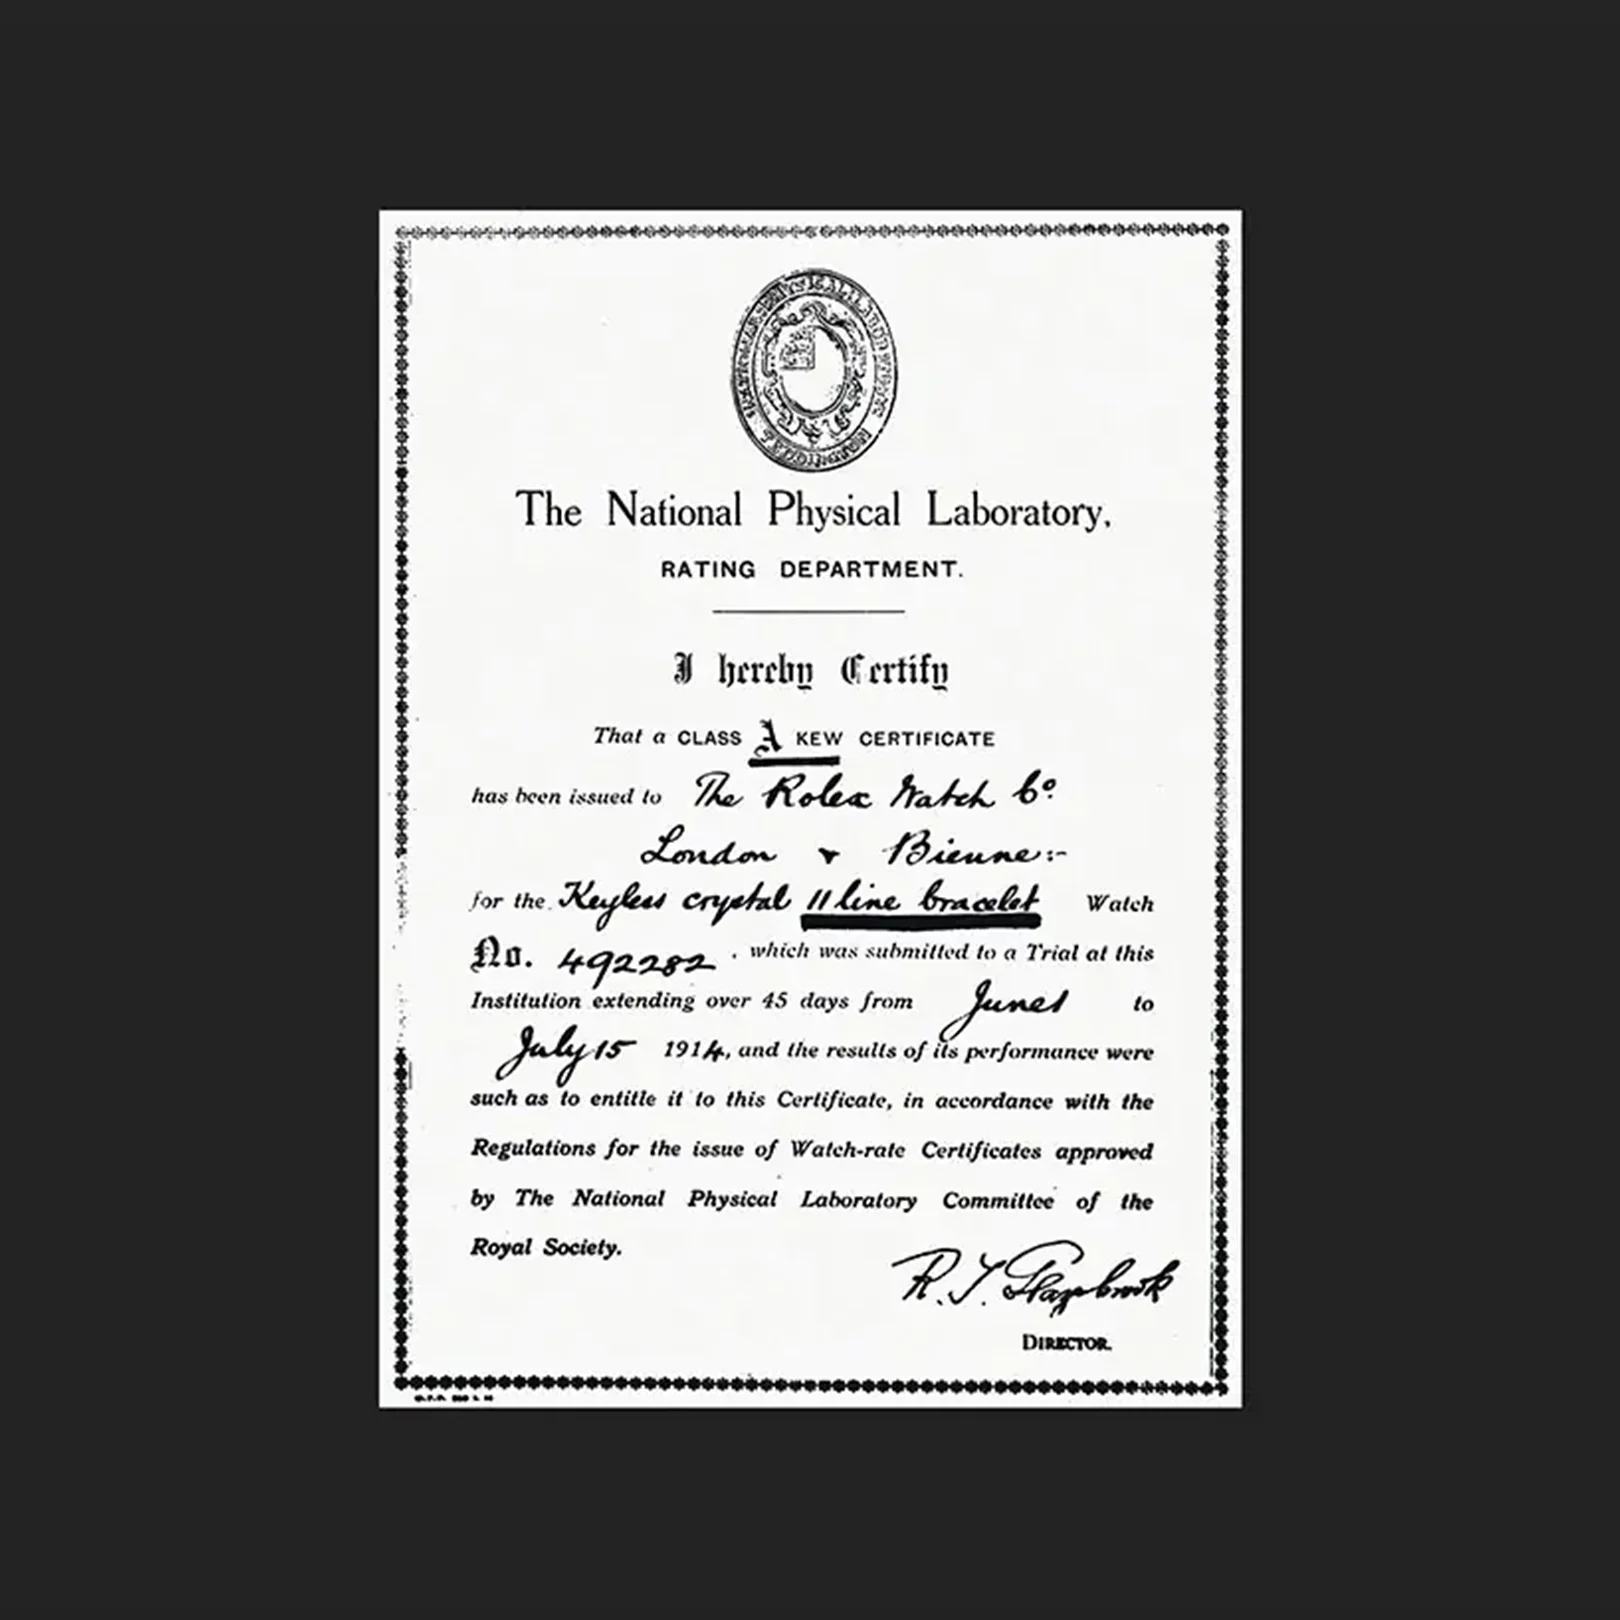 The National Physical Laboratory,
RATING DEPARTMENT.
I hereby Certify
That a CLASS A KEW CERTIFICATE
has been issued to The Rolex Watch Co.
London & Bienne:-
for the Keyless crystal 11 line bracelet Watch
No. 492282, which was submitted to a Trial at this
Institution extending over 45 days from June 1 to
July 15 1914, and the results of its performance were
such as to entitle it to this Certificate, in accordance with the
Regulations for the issue of Watch-rate Certificates approved
by The National Physical Laboratory Committee of the
Royal Society.
R. T. Glazebrook
DIRECTOR.